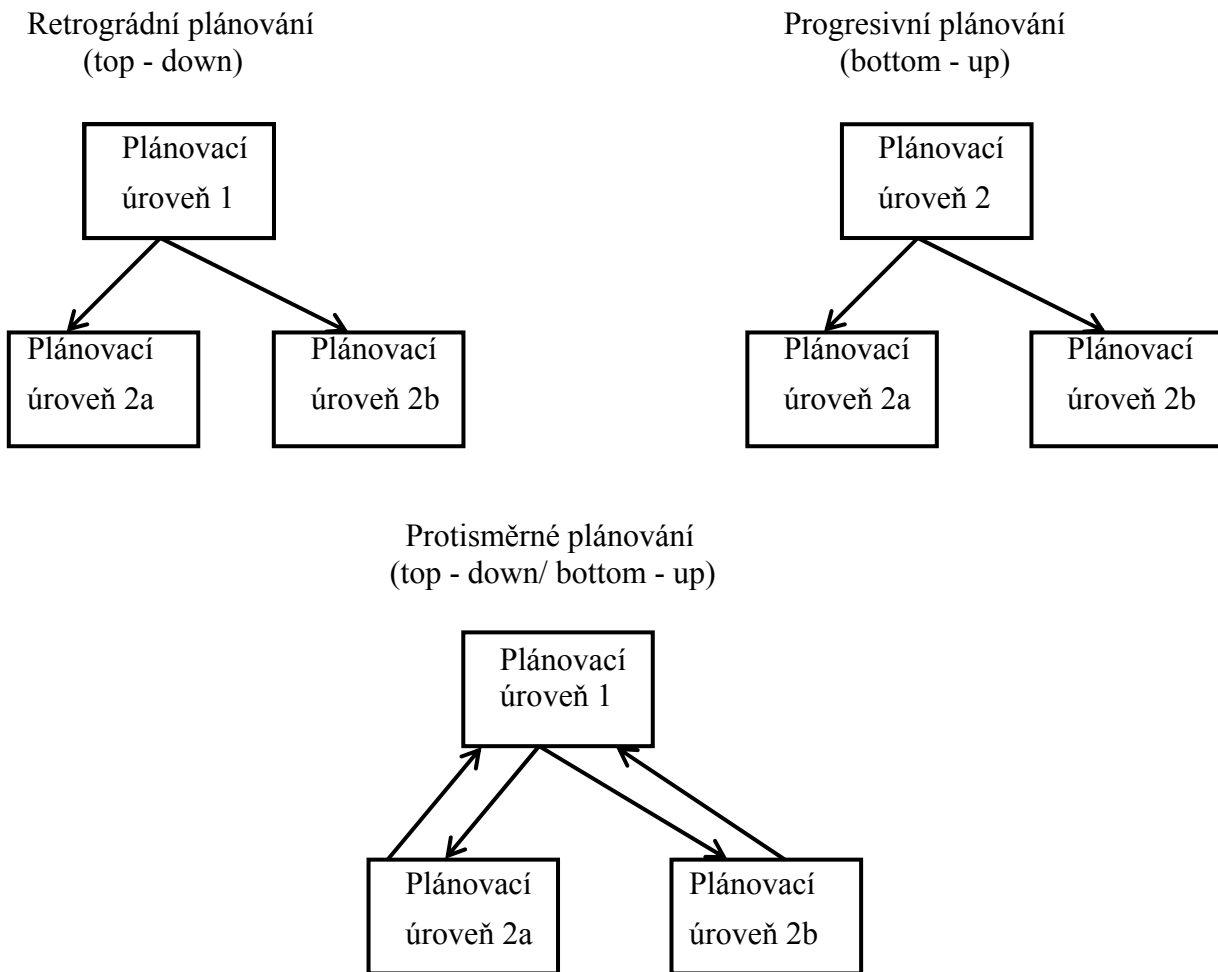 Retrográdní plánování
(top - down)
Plánovací
úroveň 1
Plánovací
úroveň 2a
Plánovací
úroveň 2b
Progresivní plánování
(bottom - up)
Plánovací
úroveň 2
Plánovací
úroveň 2a
Plánovací
úroveň 2b
Protisměrné plánování
(top - down/ bottom - up)
Plánovací
úroveň 1
Plánovací
úroveň 2a
Plánovací
úroveň 2b